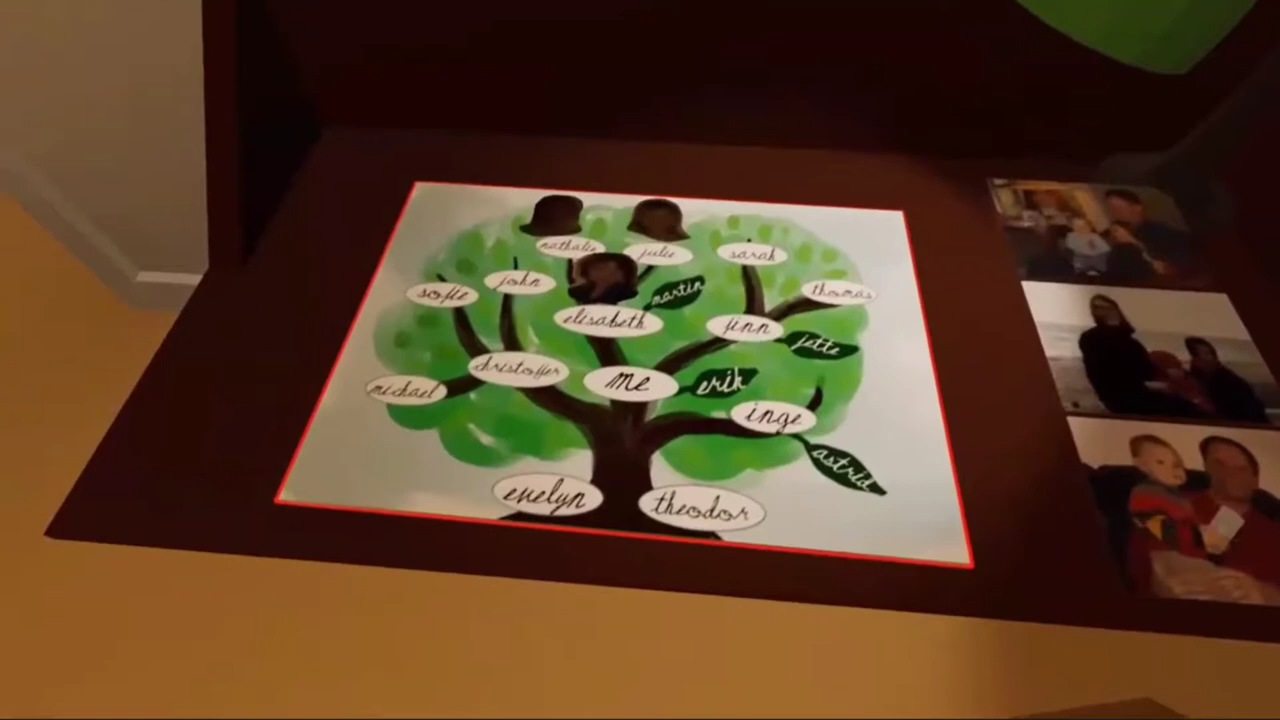 nathalie
julie
sarah
sofie
john
martin
thomas
elisabeth
finn
jette
michael
christoffer
me
erik
inge
astrid
evelyn
theodor